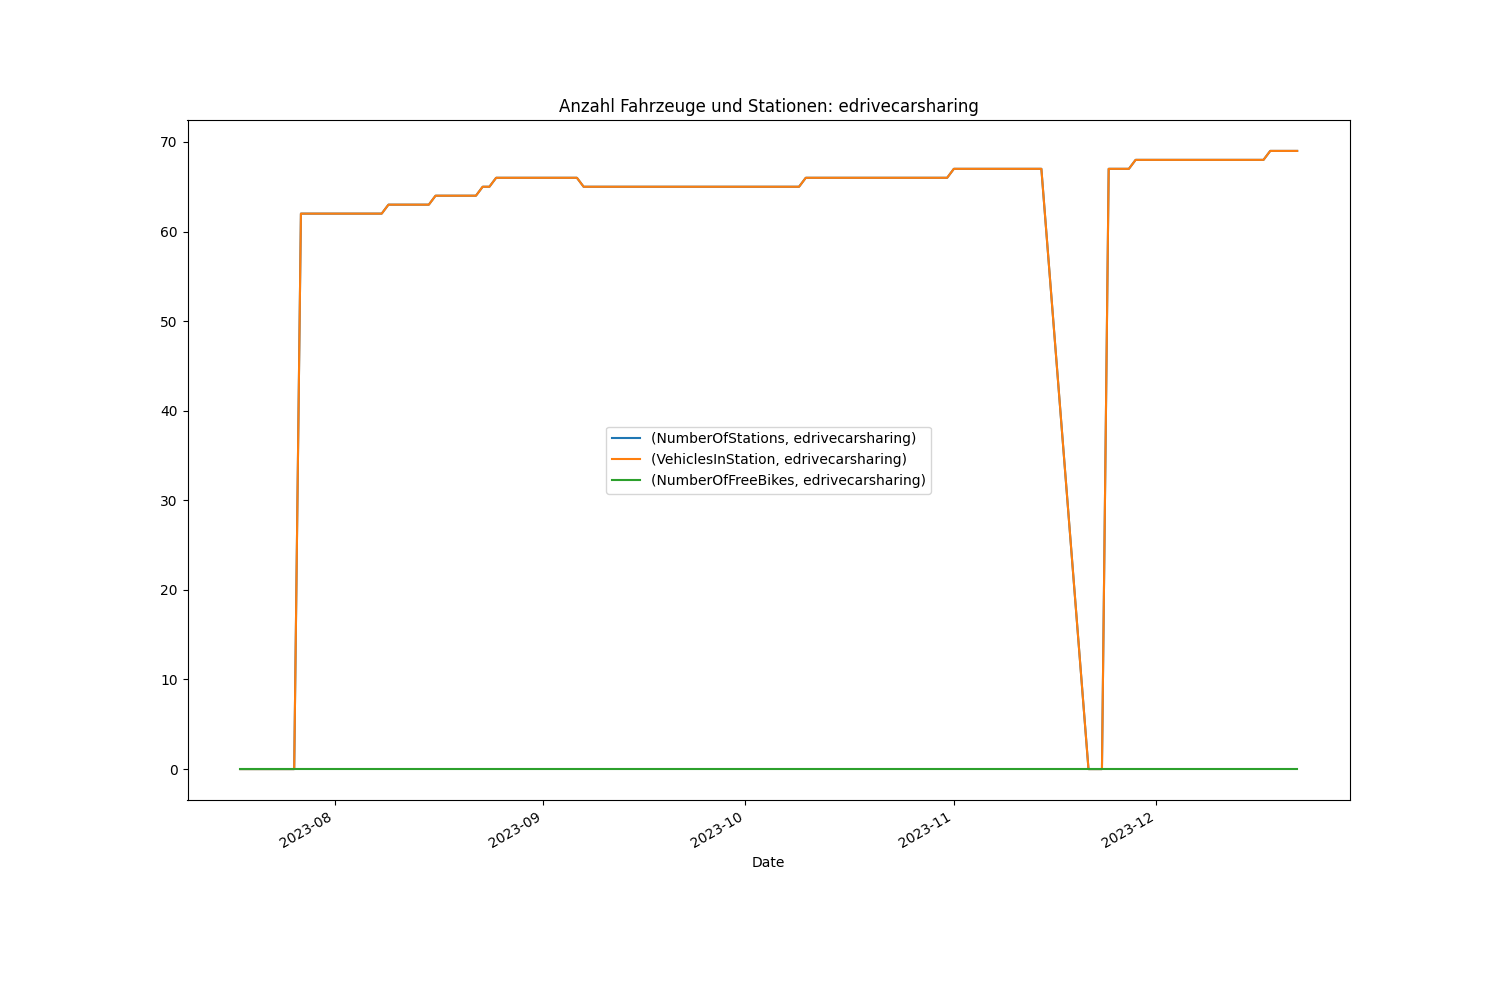 Anzahl Fahrzeuge und Stationen: edrivecarsharing
70
60
50
40
30
20
10
0
(NumberOfStations, edrivecarsharing)
(VehiclesInStation, edrivecarsharing)
(NumberOfFreeBikes, edrivecarsharing)
2023-08
2023-09
2023-10
2023-11
2023-12
Date